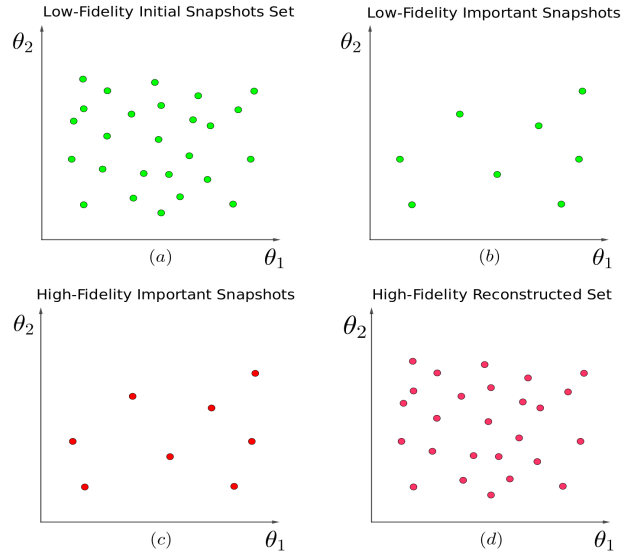 Low-Fidelity Initial Snapshots Set
θ2
(a)
θ1
Low-Fidelity Important Snapshots
θ2
(b)
θ1
High-Fidelity Important Snapshots
θ2
(c)
θ1
High-Fidelity Reconstructed Set
θ2
(d)
θ1